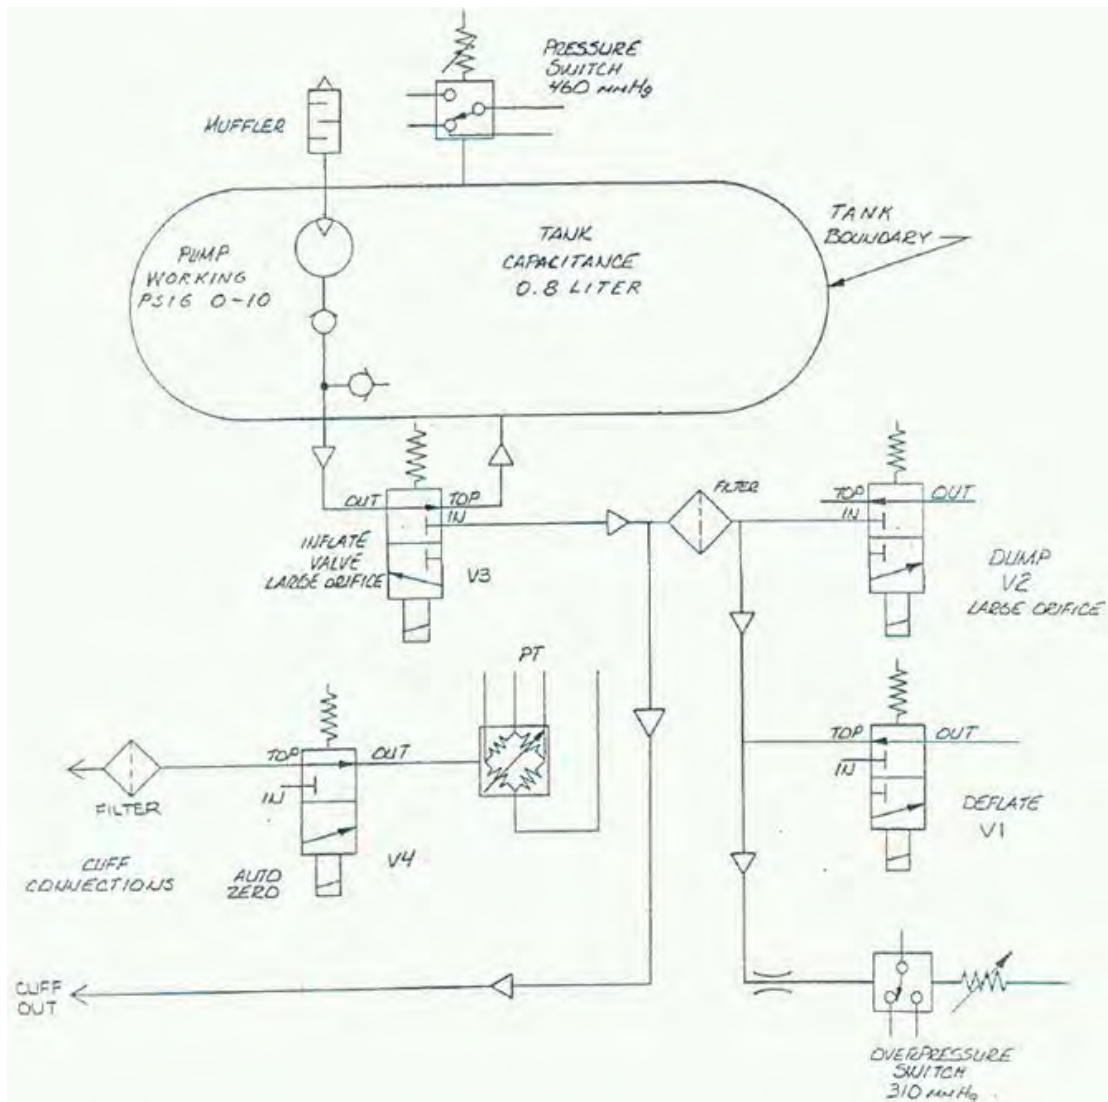 PRESSURE
SWITCH
460 mmHg
MUFFLER
TANK
BOUNDARY
PUMP
WORKING
PSIG 0-10
TANK
CAPACITANCE
0.8 LITER
OUT
TOP
IN
INFLATE
VALVE
LARGE ORIFICE
V3
FILTER
TOP
OUT
IN
DUMP
V2
LARGE ORIFICE
PT
TOP
OUT
IN
FILTER
CUFF
CONNECTIONS
AUTO
ZERO
V4
TOP
OUT
IN
DEFLATE
V1
CUFF
OUT
OVERPRESSURE
SWITCH
310 mmHg